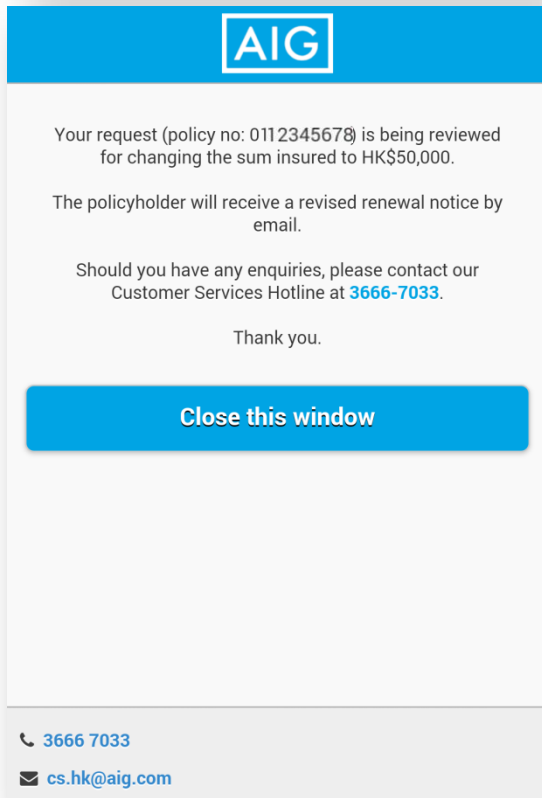 AIG
Your request (policy no: 0112345678) is being reviewed
for changing the sum insured to HK$50,000.
The policyholder will receive a revised renewal notice by
email.
Should you have any enquiries, please contact our
Customer Services Hotline at 3666-7033.
Thank you.
Close this window
3666 7033
cs.hk@aig.com